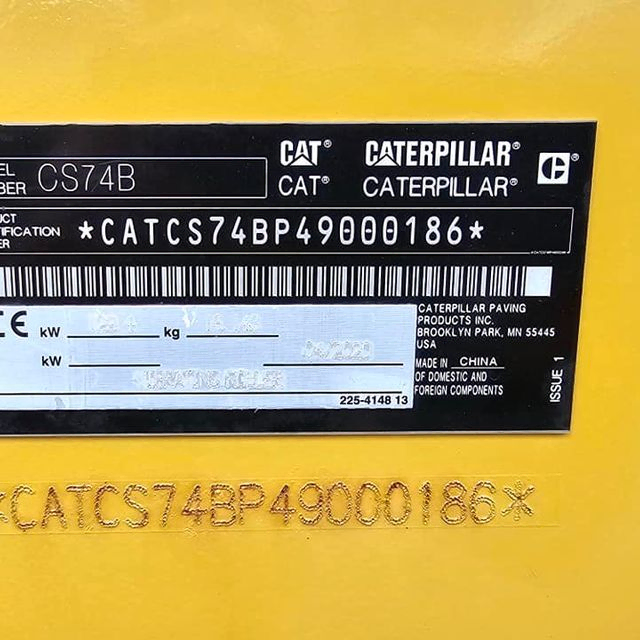 CS74B
CAT® CATERPILLAR®
CAT® CATERPILLAR®
*CATCS74BP49000186*
CE kW kg
CATERPILLAR PAVING
PRODUCTS INC.
BROOKLYN PARK, MN 55445
USA
kW
MADE IN CHINA
OF DOMESTIC AND
FOREIGN COMPONENTS
225-4148 13
ISSUE 1
*CATCS74BP49000186*